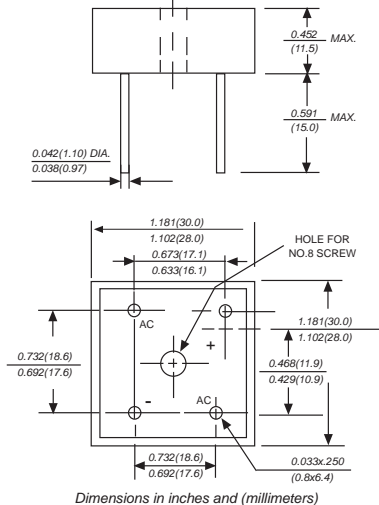 0.452
(11.5) MAX.
0.591
(15.0) MAX.
0.042(1.10) DIA.
0.038(0.97)
1.181(30.0)
1.102(28.0)
0.673(17.1)
0.633(16.1)
HOLE FOR
NO.8 SCREW
AC
+
1.181(30.0)
1.102(28.0)
0.732(18.6)
0.692(17.6)
0.468(11.9)
0.429(10.9)
-
AC
0.732(18.6)
0.692(17.6)
0.033x.250
(0.8x6.4)
Dimensions in inches and (millimeters)